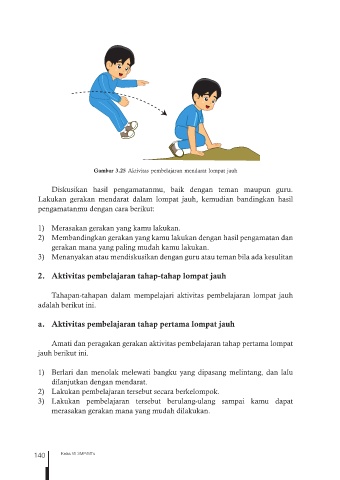 Gambar 3.25 Aktivitas pembelajaran mendarat lompat jauh
Diskusikan hasil pengamatanmu, baik dengan teman maupun guru.
Lakukan gerakan mendarat dalam lompat jauh, kemudian bandingkan hasil
pengamatanmu dengan cara berikut:
1) Merasakan gerakan yang kamu lakukan.
2) Membandingkan gerakan yang kamu lakukan dengan hasil pengamatan dan
gerakan mana yang paling mudah kamu lakukan.
3) Menanyakan atau mendiskusikan dengan guru atau teman bila ada kesulitan
2. Aktivitas pembelajaran tahap-tahap lompat jauh
Tahapan-tahapan dalam mempelajari aktivitas pembelajaran lompat jauh
adalah berikut ini.
a. Aktivitas pembelajaran tahap pertama lompat jauh
Amati dan peragakan gerakan aktivitas pembelajaran tahap pertama lompat
jauh berikut ini.
1) Berlari dan menolak melewati bangku yang dipasang melintang, dan lalu
dilanjutkan dengan mendarat.
2) Lakukan pembelajaran tersebut secara berkelompok.
3) Lakukan pembelajaran tersebut berulang-ulang sampai kamu dapat
merasakan gerakan mana yang mudah dilakukan.
140
Kelas VII SMP/MTs